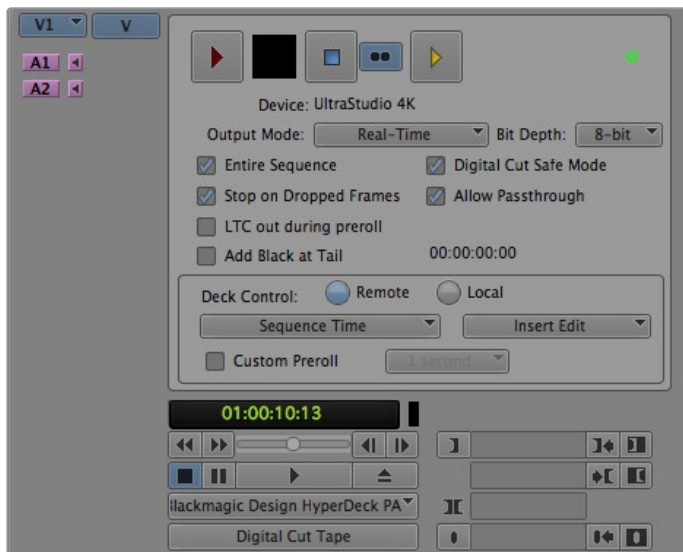 V1 V
A1
A2
Device: UltraStudio 4K
Output Mode: Real-Time Bit Depth: 8-bit
Entire Sequence Digital Cut Safe Mode
Stop on Dropped Frames Allow Passthrough
LTC out during preroll
Add Black at Tail 00:00:00:00
Deck Control: Remote Local
Sequence Time Insert Edit
Custom Preroll 1 second
01:00:10:13
llackmagic Design HyperDeck PA
Digital Cut Tape